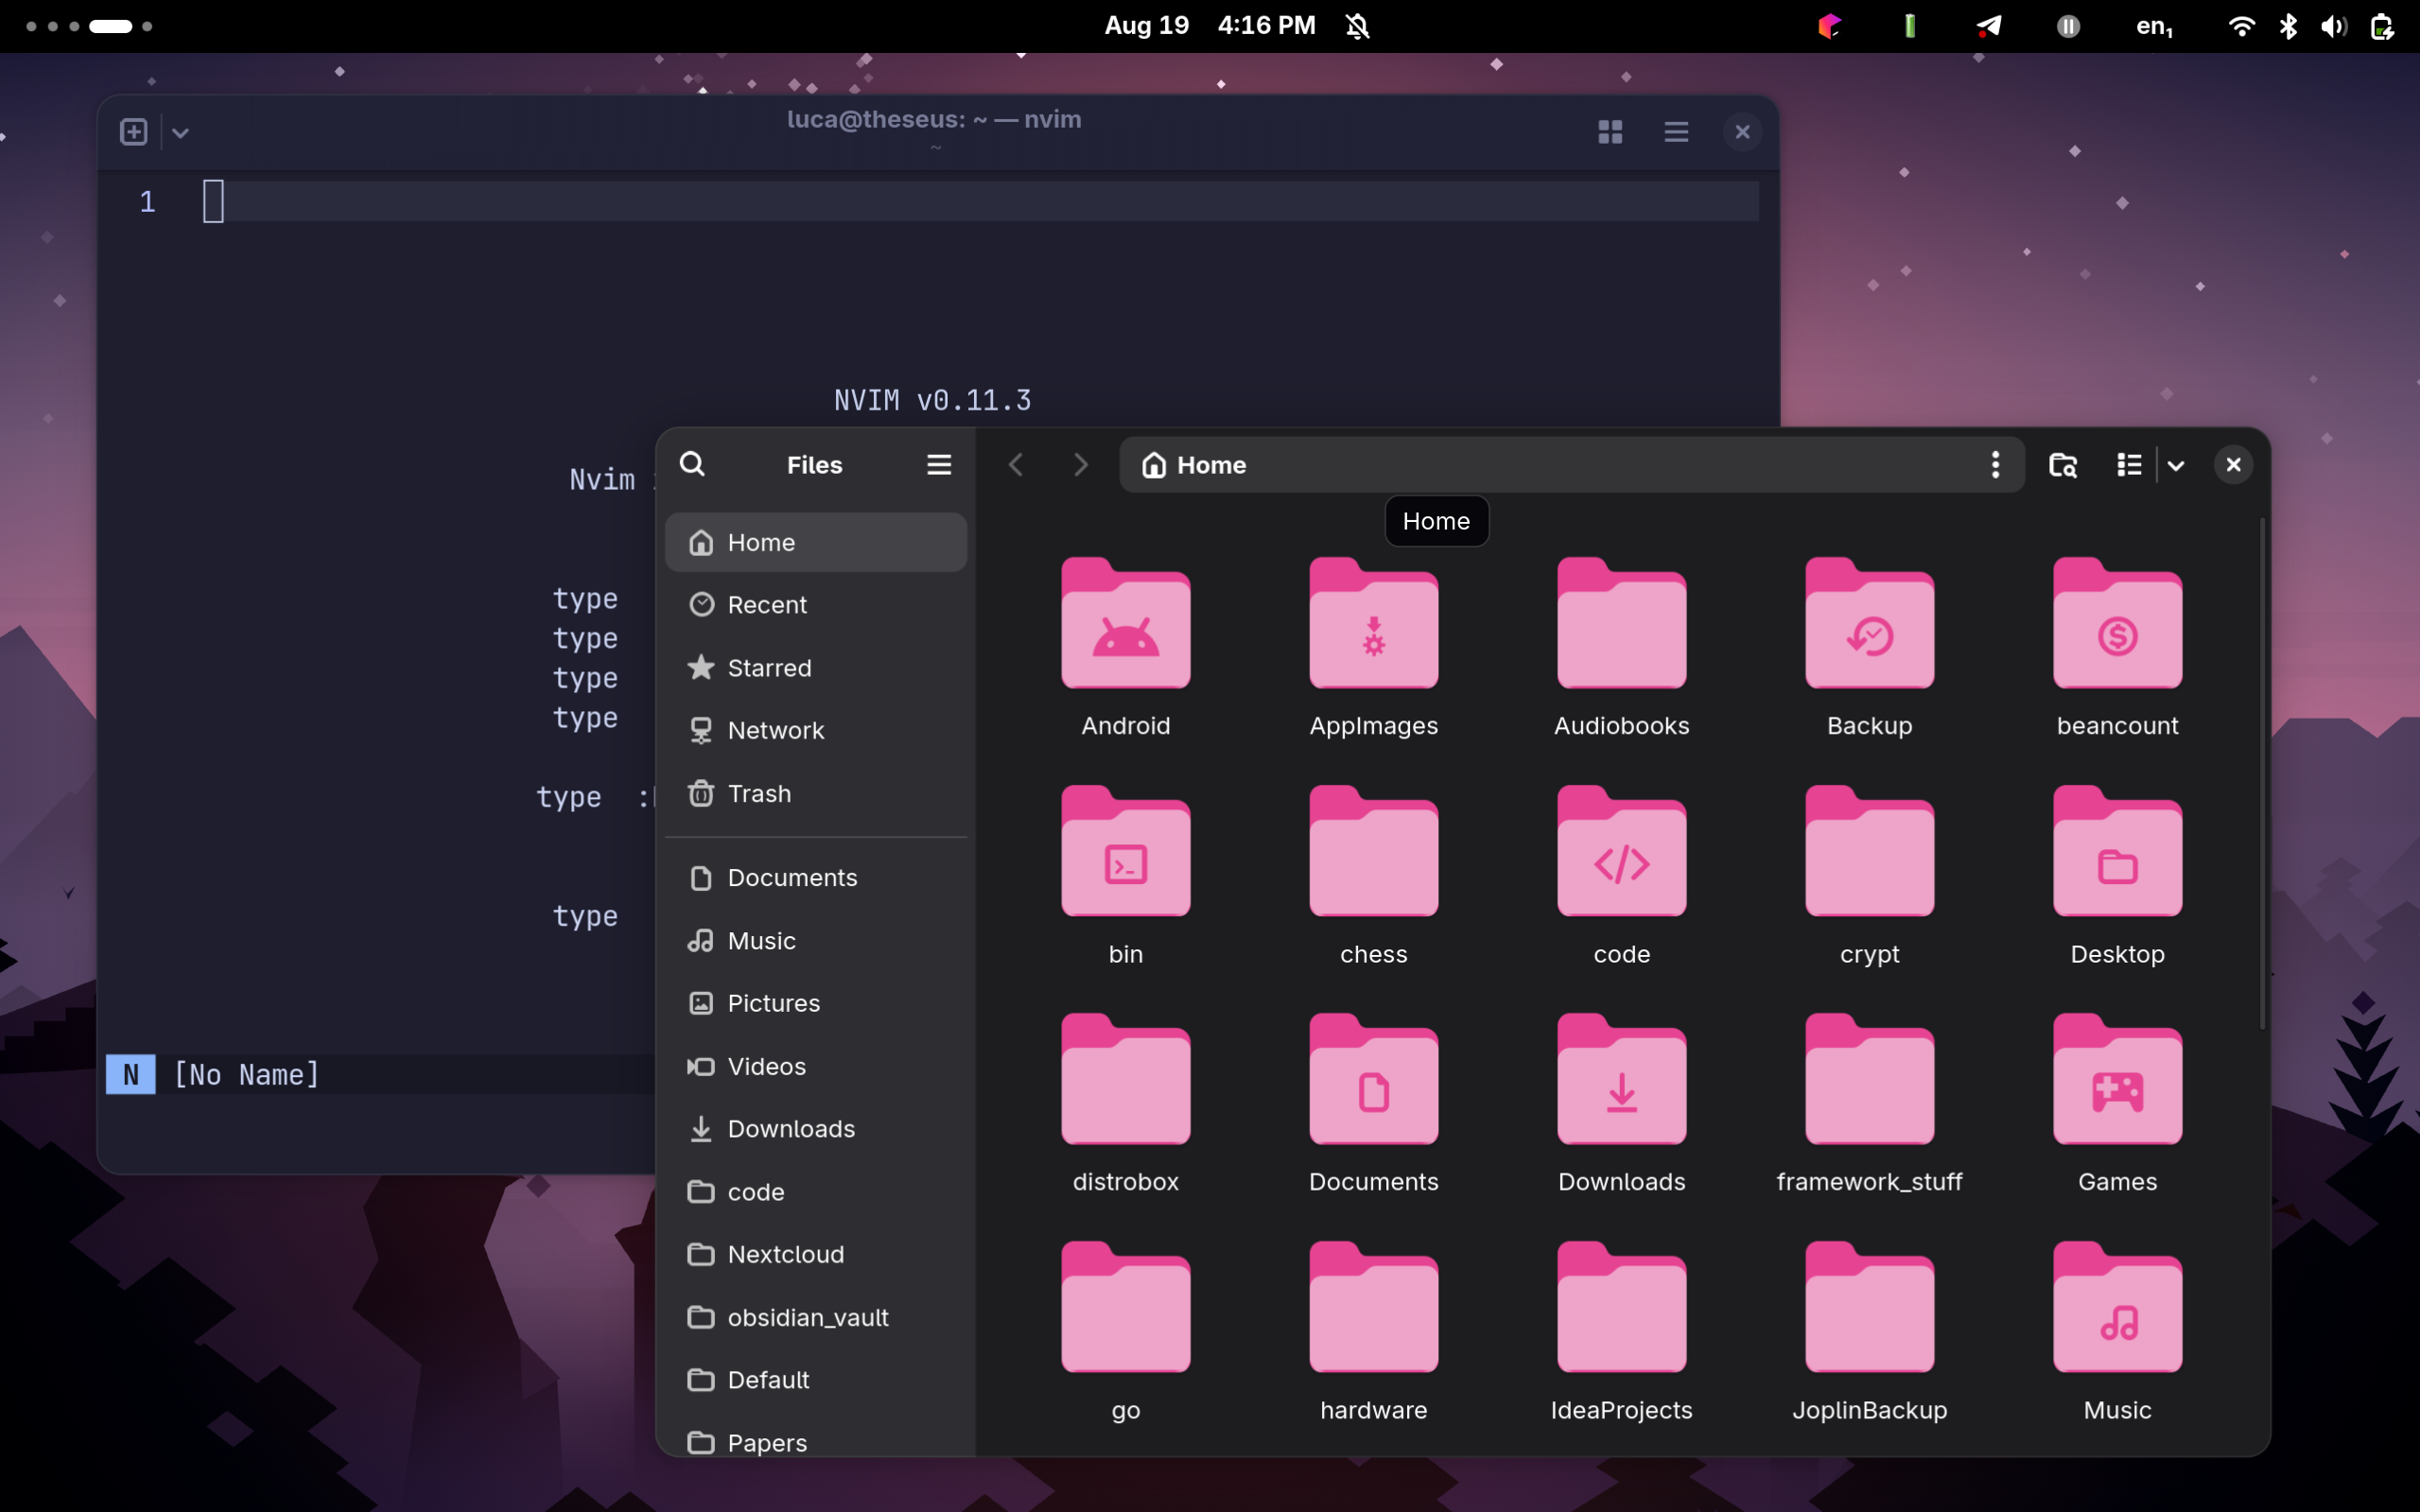 Aug 19 4:16 PM
en₁
luca@theseus: ~ — nvim
~
1
NVIM v0.11.3
Nvim
type
type
type
type
type :
type
N [No Name]
Files
Home
Home
Home
Recent
Starred
Network
Trash
Documents
Music
Pictures
Videos
Downloads
code
Nextcloud
obsidian_vault
Default
Papers
Android AppImages Audiobooks Backup beancount
bin chess code crypt Desktop
distrobox Documents Downloads framework_stuff Games
go hardware IdeaProjects JoplinBackup Music